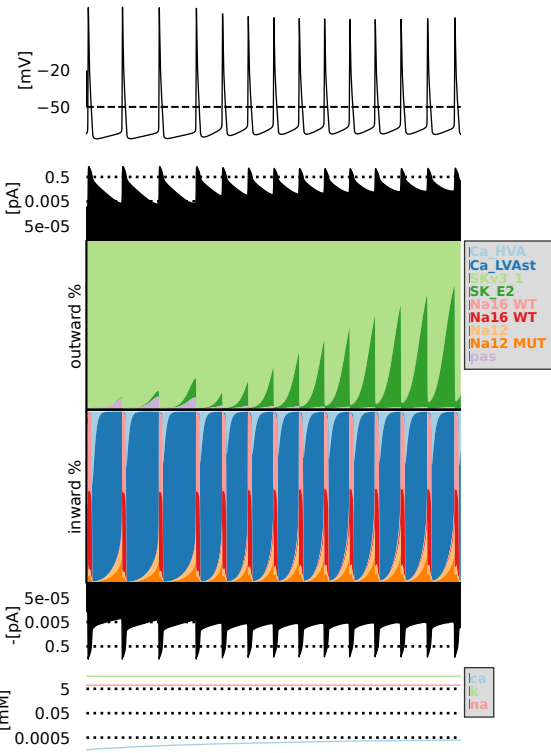 [mV]
−20
−50
[pA]
0.5
0.005
5e-05
outward %
Ca_HVA
Ca_LVAst
SKv3_1
SK_E2
Na16 WT
Na16 WT
Na12
Na12 MUT
pas
inward %
-[pA]
5e-05
0.005
0.5
[mM]
5
0.05
0.0005
ca
k
na